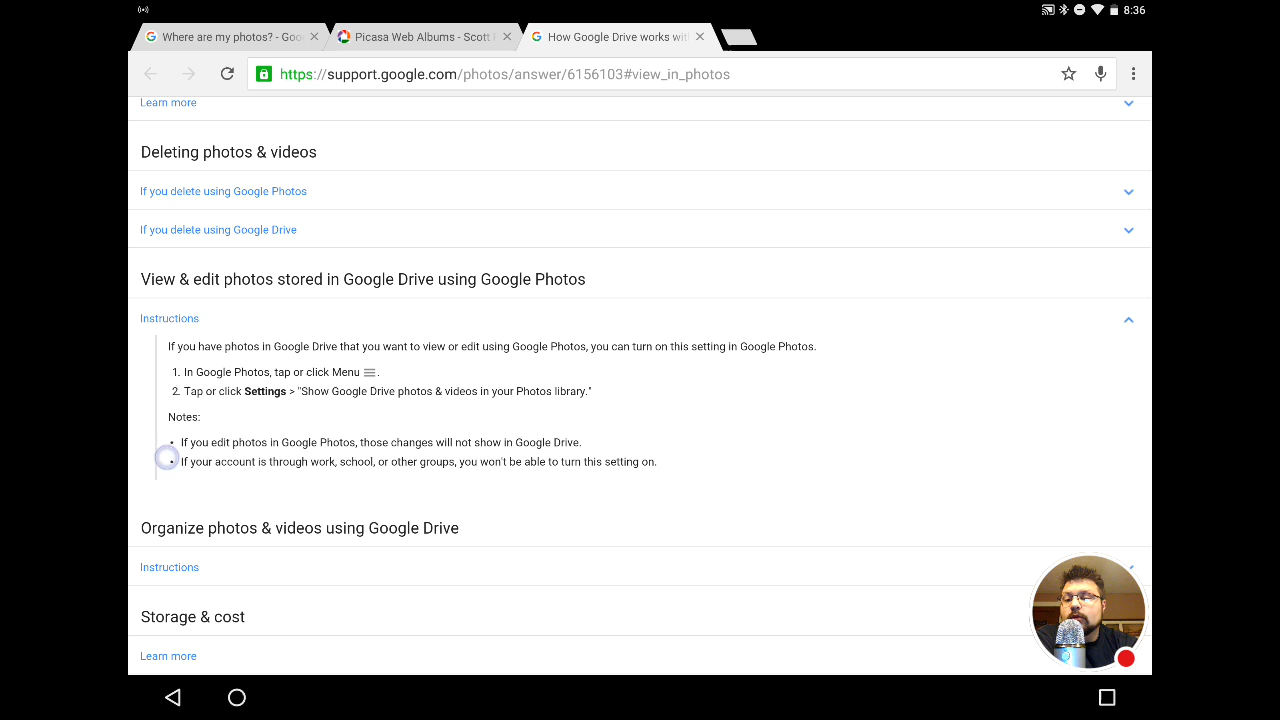 8:36
Where are my photos? - Goo
Picasa Web Albums - Scott
How Google Drive works wit
https://support.google.com/photos/answer/6156103#view_in_photos
Learn more
Deleting photos & videos
If you delete using Google Photos
If you delete using Google Drive
View & edit photos stored in Google Drive using Google Photos
Instructions
If you have photos in Google Drive that you want to view or edit using Google Photos, you can turn on this setting in Google Photos.
1. In Google Photos, tap or click Menu .
2. Tap or click Settings > "Show Google Drive photos & videos in your Photos library."
Notes:
• If you edit photos in Google Photos, those changes will not show in Google Drive.
• If your account is through work, school, or other groups, you won't be able to turn this setting on.
Organize photos & videos using Google Drive
Instructions
Storage & cost
Learn more